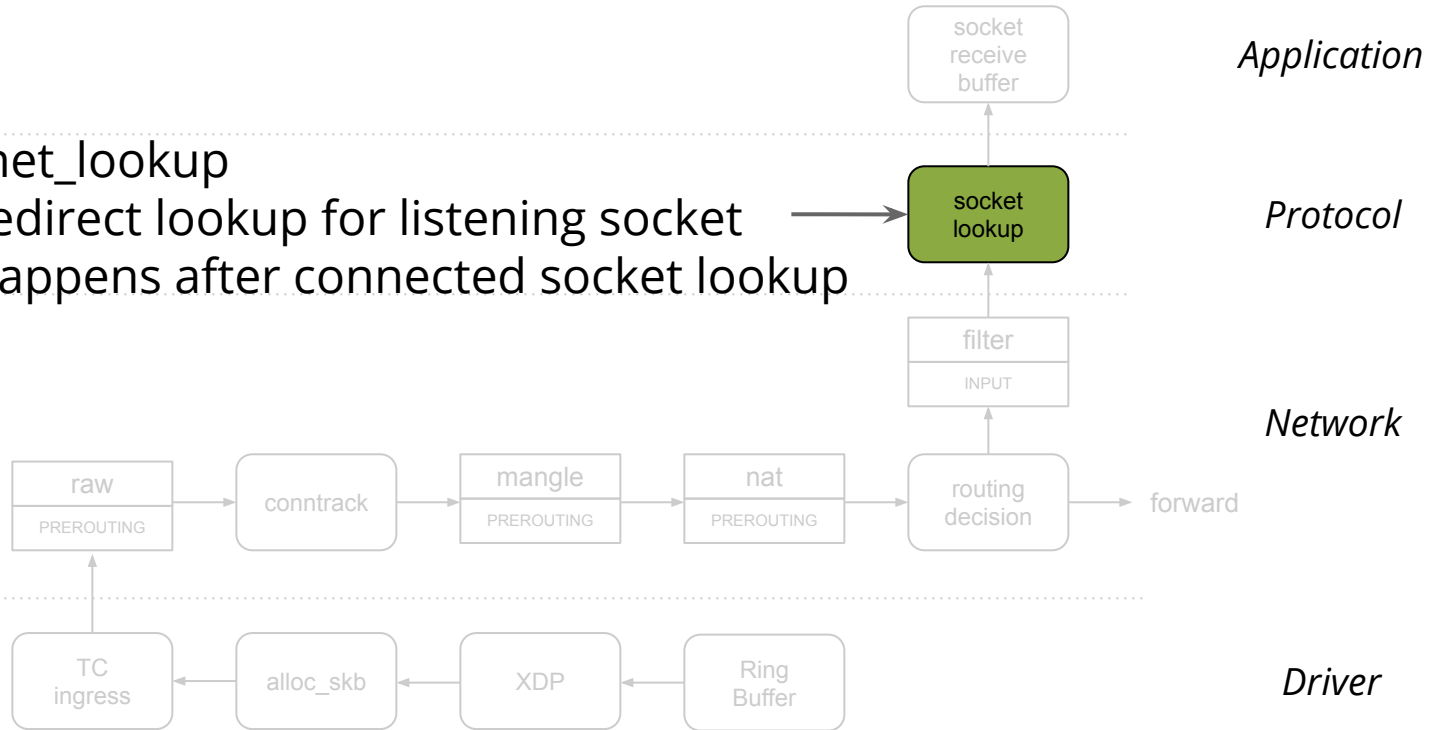 socket
receive
buffer
Application
net_lookup
edirect lookup for listening socket
appens after connected socket lookup
socket
lookup
Protocol
filter
INPUT
Network
raw
PREROUTING
conntrack
mangle
PREROUTING
nat
PREROUTING
routing
decision
forward
TC
ingress
alloc_skb
XDP
Ring
Buffer
Driver